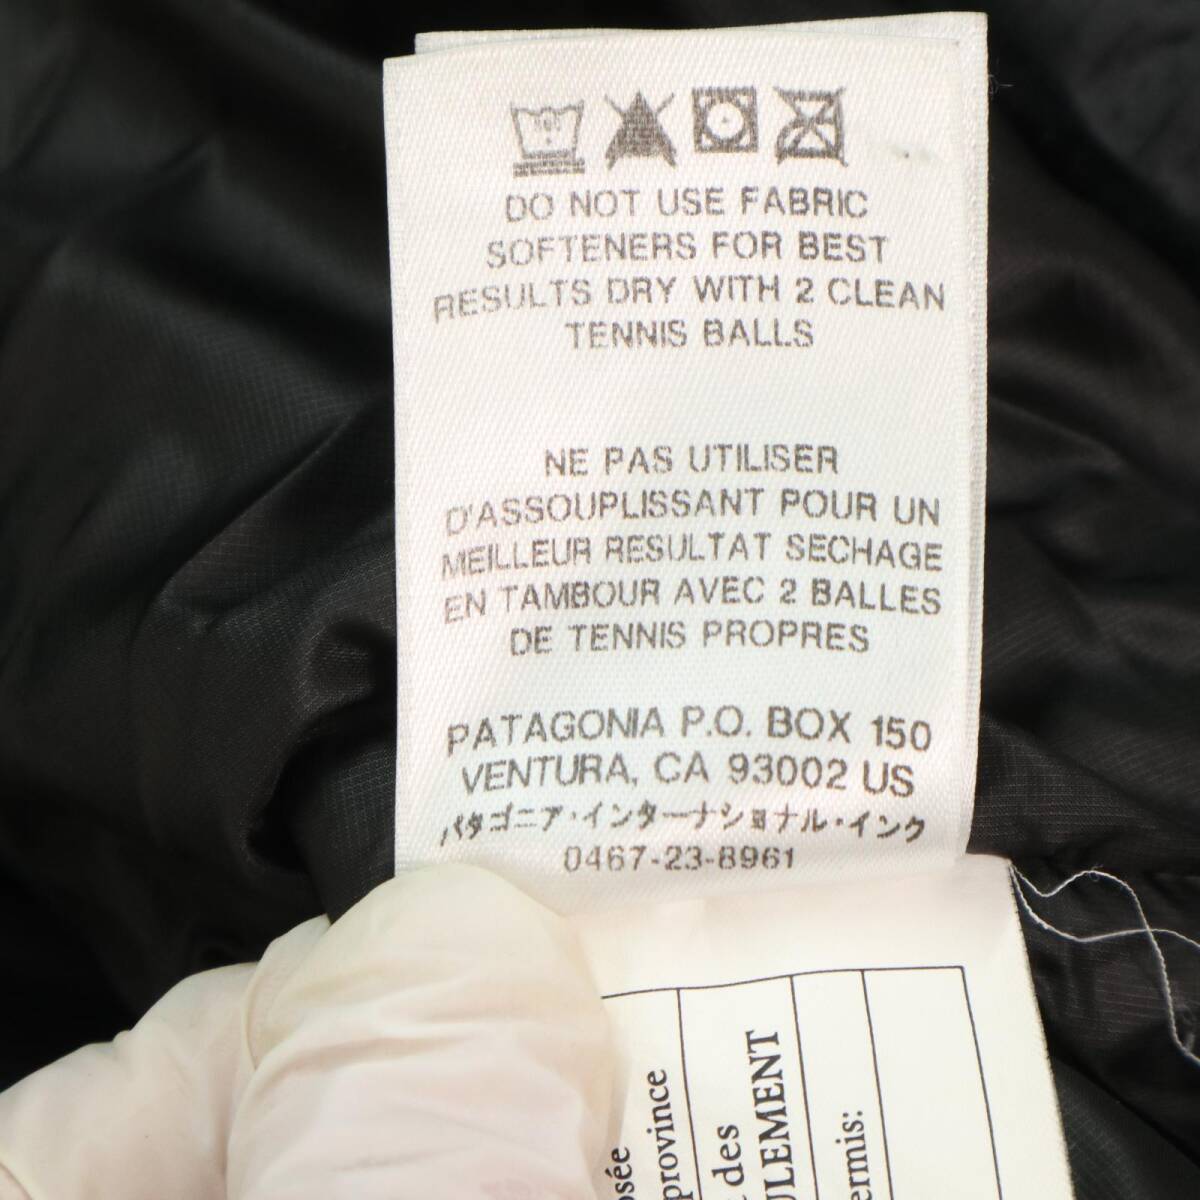 DO NOT USE FABRIC
SOFTENERS FOR BEST
RESULTS DRY WITH 2 CLEAN
TENNIS BALLS
NE PAS UTILISER
D'ASSOUPLISSANT POUR UN
MEILLEUR RESULTAT SECHAGE
EN TAMBOUR AVEC 2 BALLES
DE TENNIS PROPRES
PATAGONIA P.O. BOX 150
VENTURA, CA 93002 US
パタゴニア・インターナショナル・インク
0467-23-8961
osée
province
des
ULEMENT
ermis: